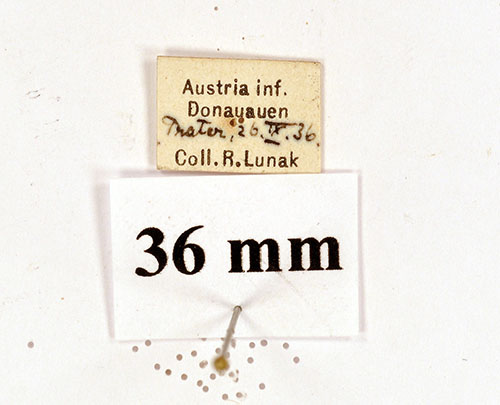 Austria inf.
Donauauen
Prater, 26.IX.36.
Coll.R.Lunak
36 mm